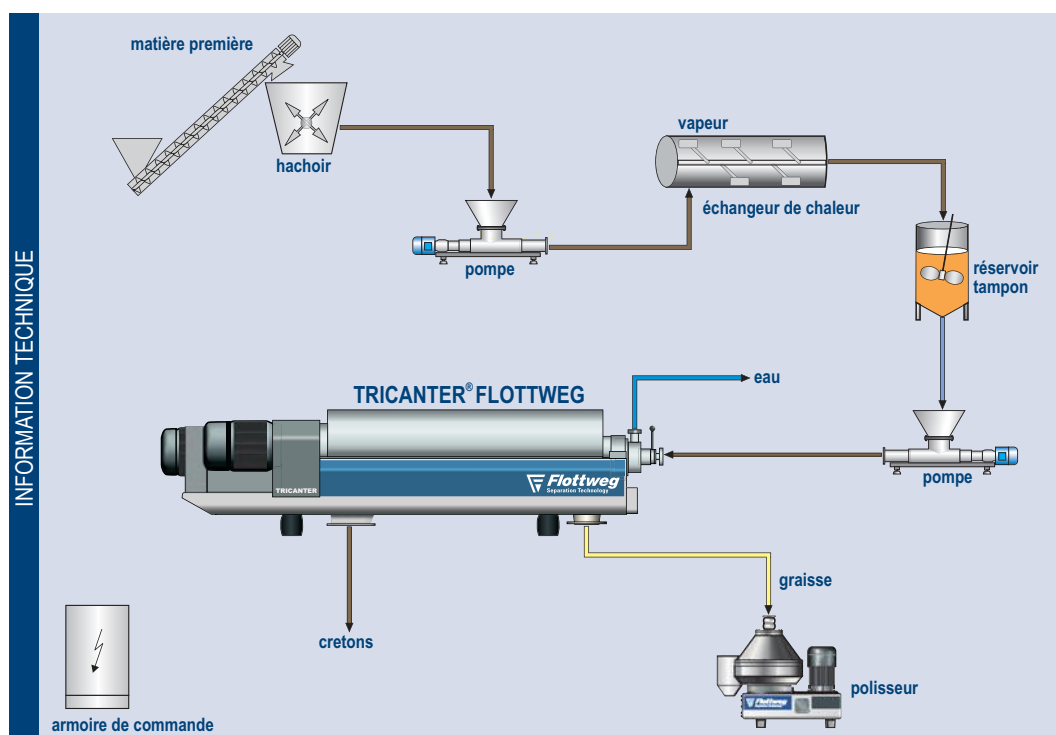 INFORMATION TECHNIQUE
matière première
hachoir
pompe
vapeur
échangeur de chaleur
réservoir
tampon
pompe
eau
TRICANTER® FLOTTWEG
TRICANTER
Flottweg
Separation Technology
cretons
graisse
polisseur
Flottweg
armoire de commande